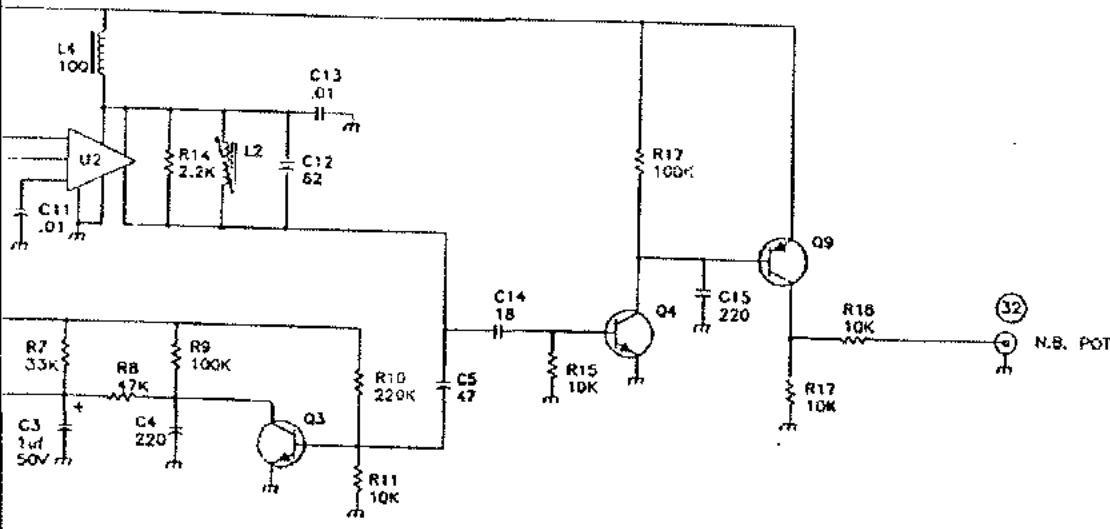 L4
100
C13
.01
U2
R14
2.2K
L2
C12
62
C11
.01
R17
100K
Q9
C14
18
Q4
C15
220
R18
10K
32
N.B. POT
R15
10K
R17
10K
R7
33K
R9
100K
R8
47K
R10
220K
C5
47
+
C3
1uf
50V
C4
220
Q3
R11
10K